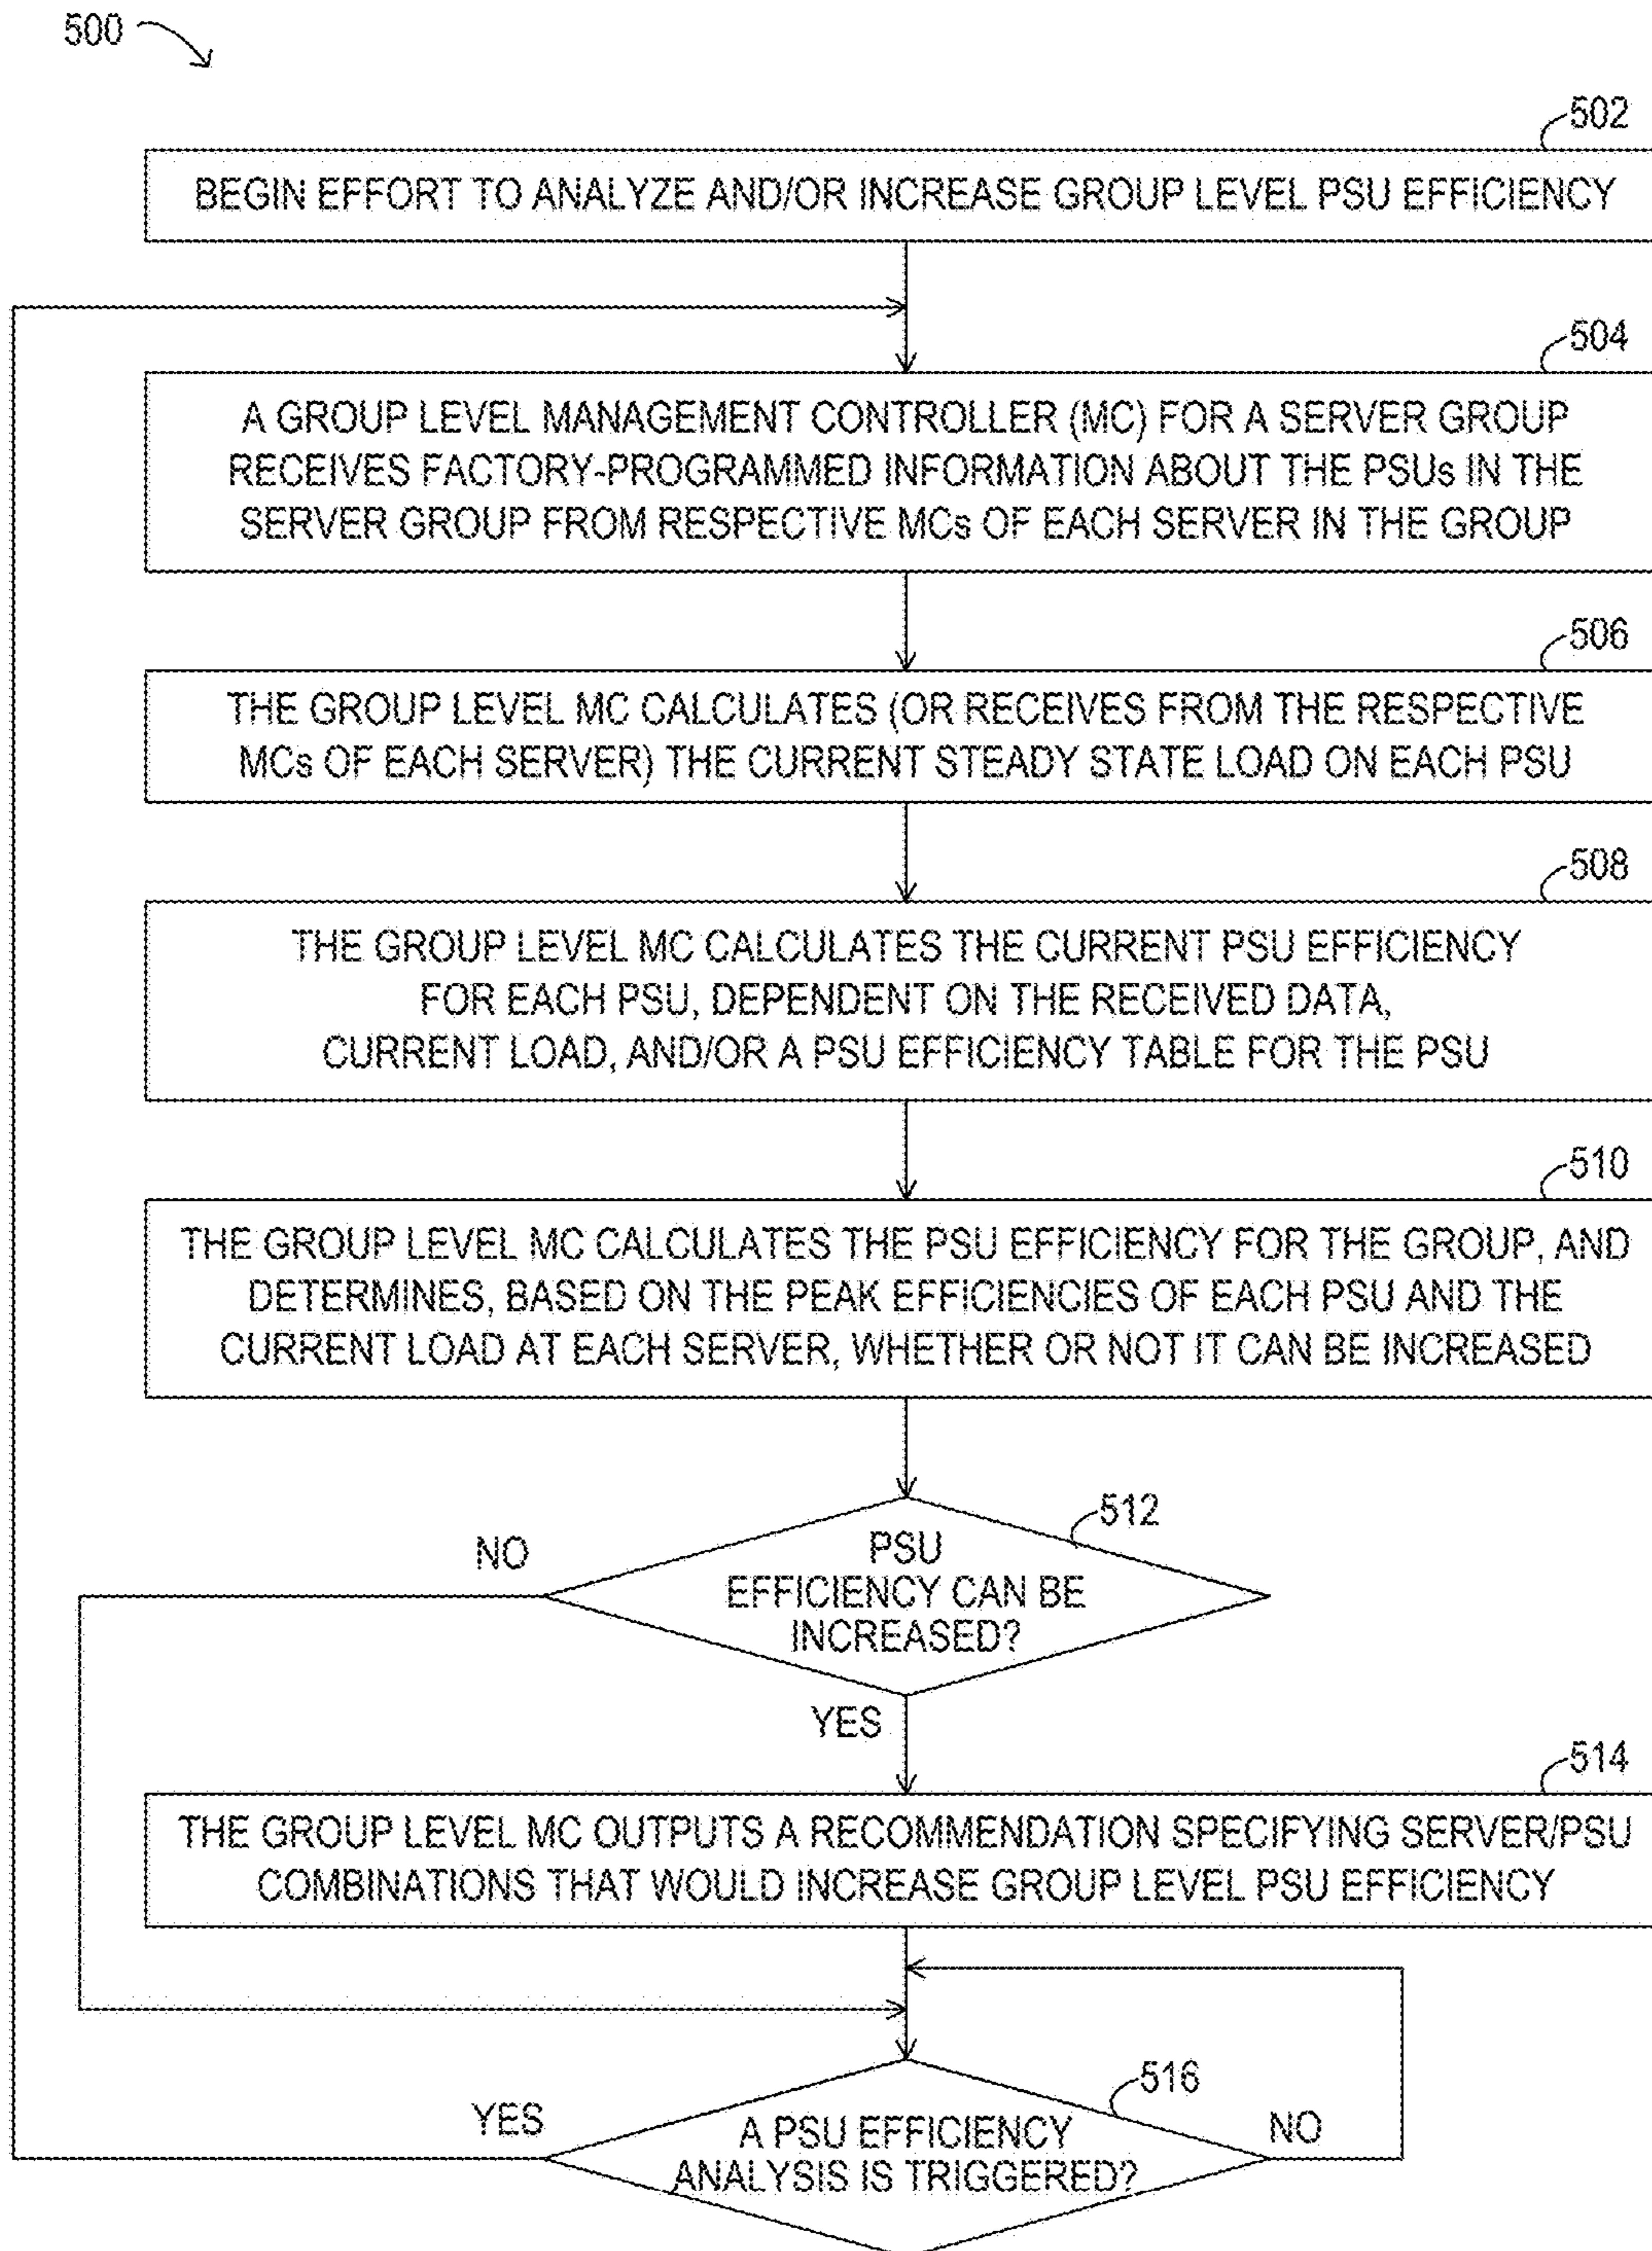 500
502
BEGIN EFFORT TO ANALYZE AND/OR INCREASE GROUP LEVEL PSU EFFICIENCY
504
A GROUP LEVEL MANAGEMENT CONTROLLER (MC) FOR A SERVER GROUP
RECEIVES FACTORY-PROGRAMMED INFORMATION ABOUT THE PSUs IN THE
SERVER GROUP FROM RESPECTIVE MCs OF EACH SERVER IN THE GROUP
506
THE GROUP LEVEL MC CALCULATES (OR RECEIVES FROM THE RESPECTIVE
MCs OF EACH SERVER) THE CURRENT STEADY STATE LOAD ON EACH PSU
508
THE GROUP LEVEL MC CALCULATES THE CURRENT PSU EFFICIENCY
FOR EACH PSU, DEPENDENT ON THE RECEIVED DATA,
CURRENT LOAD, AND/OR A PSU EFFICIENCY TABLE FOR THE PSU
510
THE GROUP LEVEL MC CALCULATES THE PSU EFFICIENCY FOR THE GROUP, AND
DETERMINES, BASED ON THE PEAK EFFICIENCIES OF EACH PSU AND THE
CURRENT LOAD AT EACH SERVER, WHETHER OR NOT IT CAN BE INCREASED
512
NO
PSU
EFFICIENCY CAN BE
INCREASED?
YES
514
THE GROUP LEVEL MC OUTPUTS A RECOMMENDATION SPECIFYING SERVER/PSU
COMBINATIONS THAT WOULD INCREASE GROUP LEVEL PSU EFFICIENCY
516
YES
A PSU EFFICIENCY
ANALYSIS IS TRIGGERED?
NO